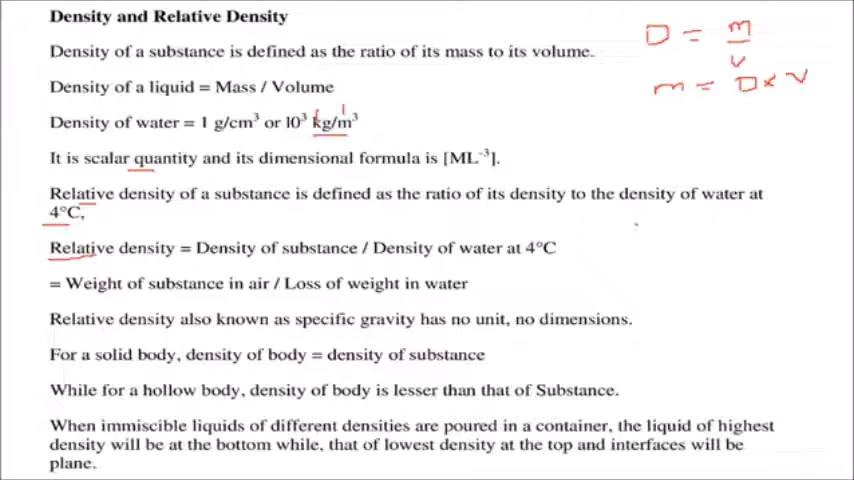 Density and Relative Density
D = m/v
Density of a substance is defined as the ratio of its mass to its volume.
m = D × V
Density of a liquid = Mass / Volume
Density of water = 1 g/cm³ or 10³ kg/m³
It is scalar quantity and its dimensional formula is [ML⁻³].
Relative density of a substance is defined as the ratio of its density to the density of water at
4°C,
Relative density = Density of substance / Density of water at 4°C
= Weight of substance in air / Loss of weight in water
Relative density also known as specific gravity has no unit, no dimensions.
For a solid body, density of body = density of substance
While for a hollow body, density of body is lesser than that of Substance.
When immiscible liquids of different densities are poured in a container, the liquid of highest
density will be at the bottom while, that of lowest density at the top and interfaces will be
plane.